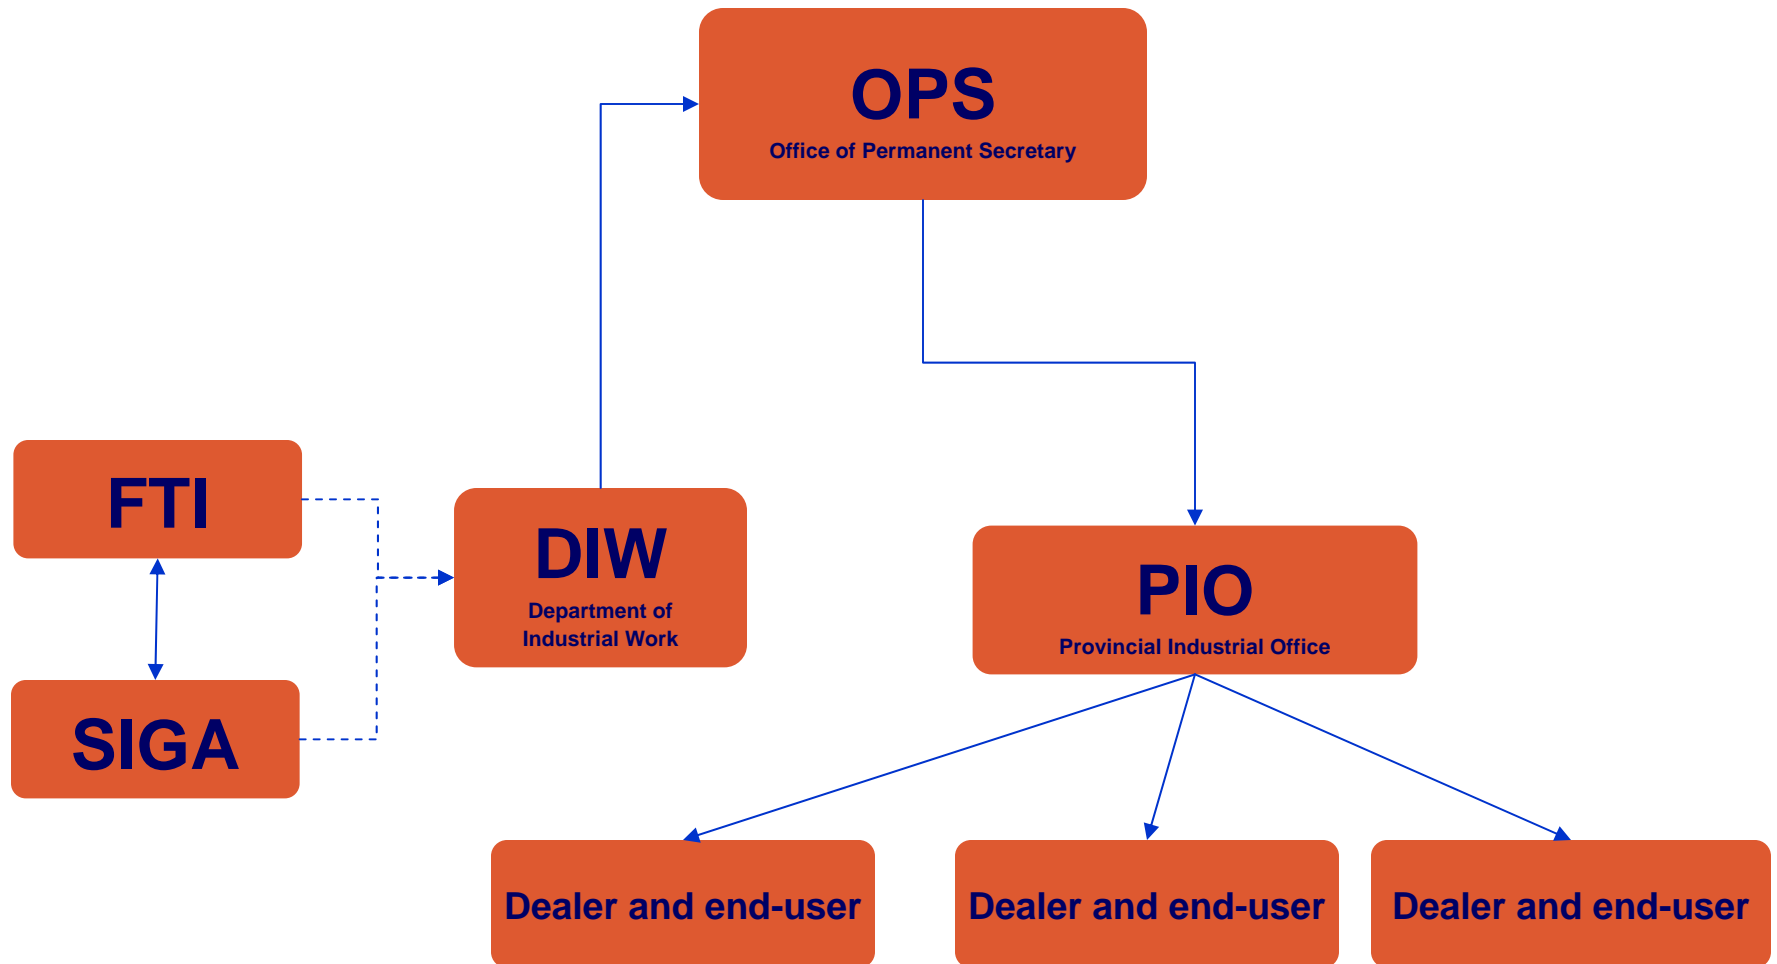 OPS
Office of Permanent Secretary
FTI
DIW
Department of
Industrial Work
PIO
Provincial Industrial Office
SIGA
Dealer and end-user
Dealer and end-user
Dealer and end-user